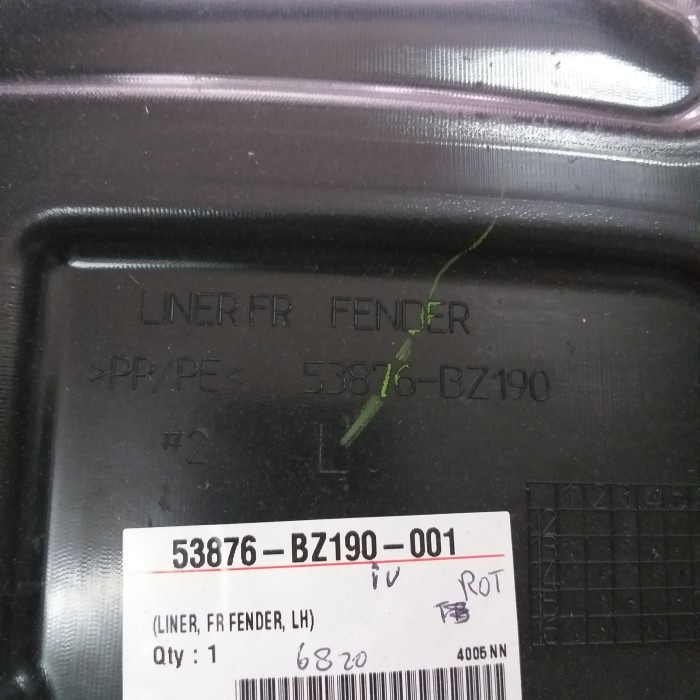 LINER FR FENDER
>PP/PE< 53876-BZ190
#2 L
1 2 3 4 5
53876-BZ190-001
iU
ROT
(LINER, FR FENDER, LH)
Qty : 1 6820 4005 NN